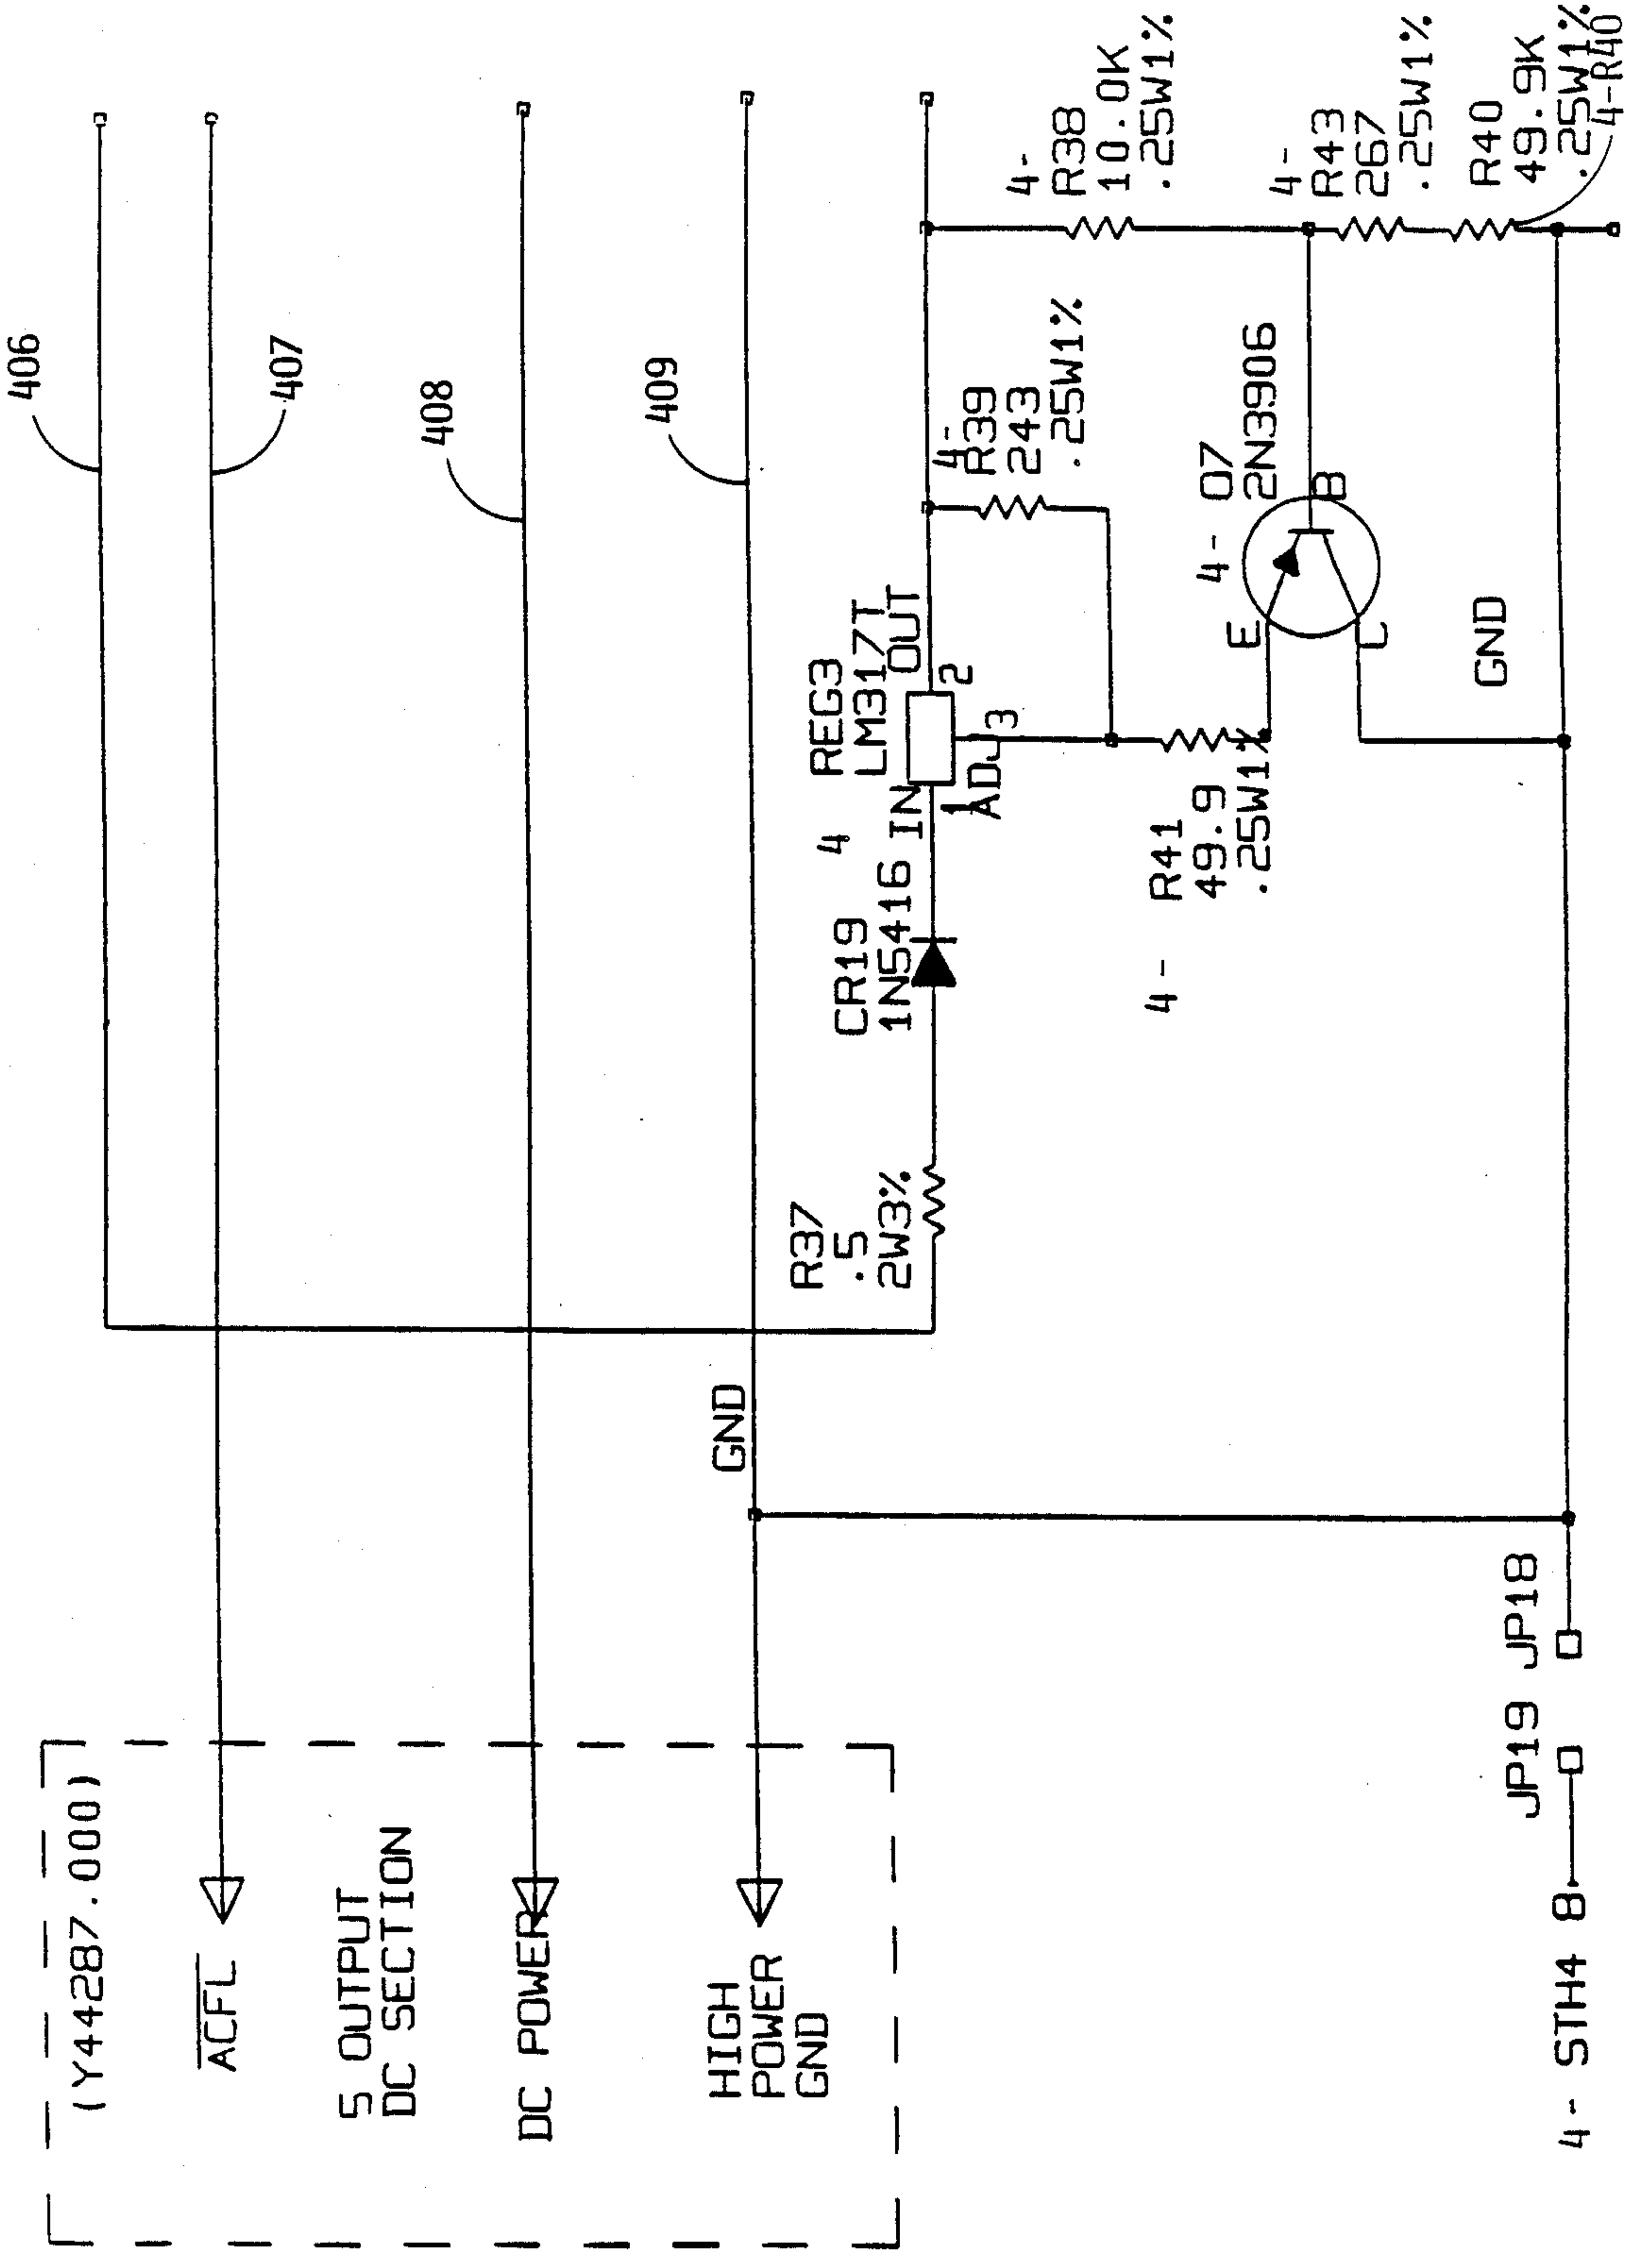 (Y44287.000)
ACFL
5 OUTPUT
DC SECTION
DC POWER
HIGH
POWER
GND
406
407
408
409
GND
R37
.5
2W3%
CR19
1N5416
4
REG3
LM317T
IN
OUT
1
2
ADJ
3
4-
R39
243
.25W1%
4-
R38
10.0K
.25W1%
4-
R41
49.9
.25W1%
4-
07
2N3906
E
B
C
4-
R43
267
.25W1%
R40
49.9K
.25W1%
4-R40
GND
4- STH4 8
JP19
JP18